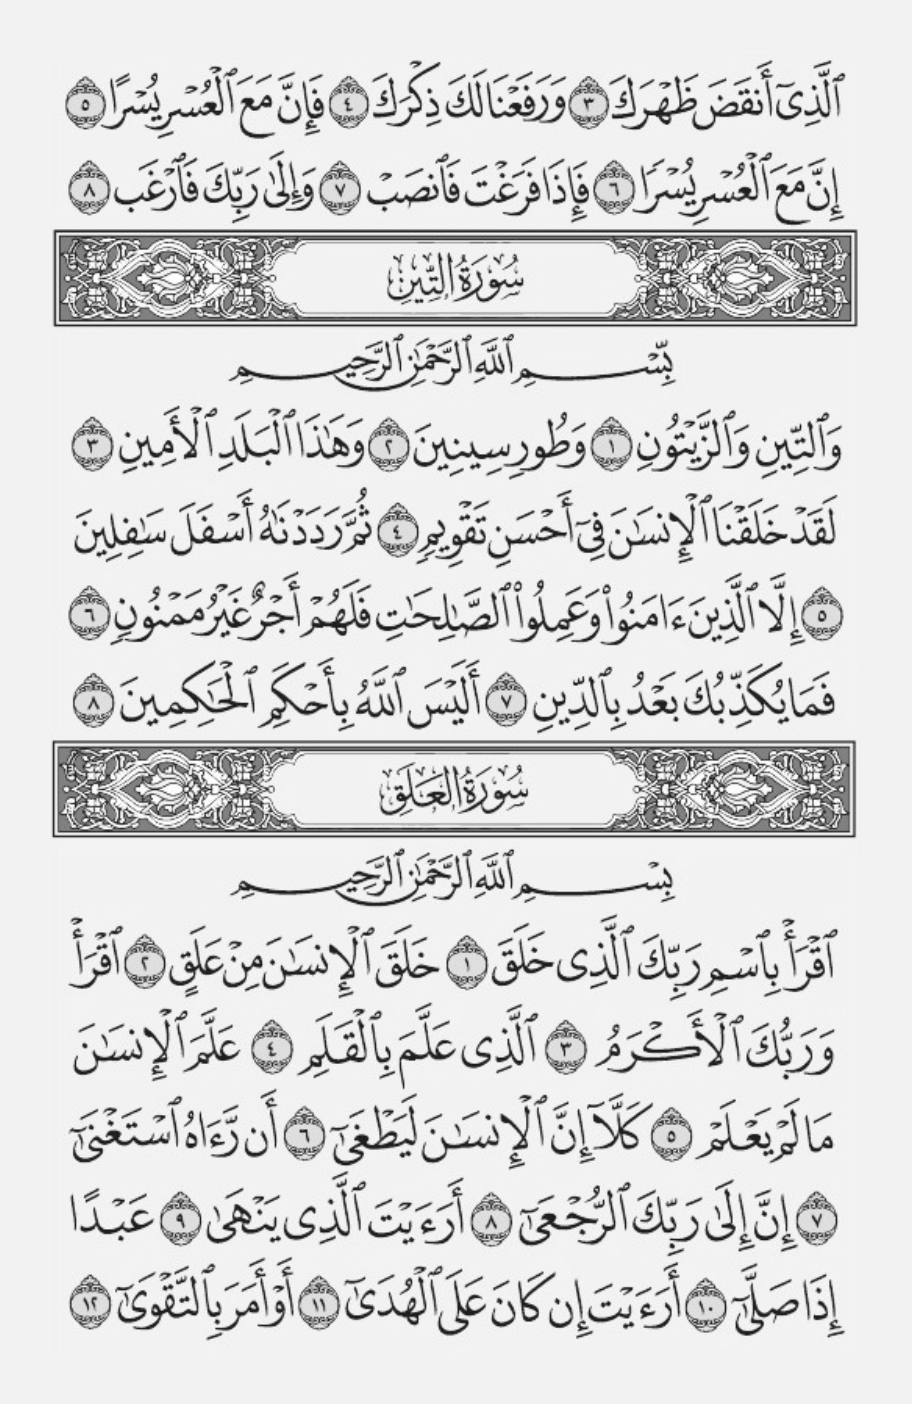 ٱلَّذِىٓ أَنقَضَ ظَهْرَكَ ٣ وَرَفَعْنَا لَكَ ذِكْرَكَ ٤ فَإِنَّ مَعَ ٱلْعُسْرِ يُسْرًا ٥
إِنَّ مَعَ ٱلْعُسْرِ يُسْرًا ٦ فَإِذَا فَرَغْتَ فَٱنصَبْ ٧ وَإِلَىٰ رَبِّكَ فَٱرْغَب ٨
سُورَةُ التِّينِ
بِّسْمِ ٱللَّهِ ٱلرَّحْمَٰنِ ٱلرَّحِيمِ
وَٱلتِّينِ وَٱلزَّيْتُونِ ١ وَطُورِ سِينِينَ ٢ وَهَٰذَا ٱلْبَلَدِ ٱلْأَمِينِ ٣
لَقَدْ خَلَقْنَا ٱلْإِنسَٰنَ فِىٓ أَحْسَنِ تَقْوِيمٍ ٤ ثُمَّ رَدَدْنَٰهُ أَسْفَلَ سَٰفِلِينَ
٥ إِلَّا ٱلَّذِينَ ءَامَنُوا۟ وَعَمِلُوا۟ ٱلصَّٰلِحَٰتِ فَلَهُمْ أَجْرٌ غَيْرُ مَمْنُونٍ ٦
فَمَا يُكَذِّبُكَ بَعْدُ بِٱلدِّينِ ٧ أَلَيْسَ ٱللَّهُ بِأَحْكَمِ ٱلْحَٰكِمِينَ ٨
سُورَةُ العَلَقِ
بِسْمِ ٱللَّهِ ٱلرَّحْمَٰنِ ٱلرَّحِيمِ
ٱقْرَأْ بِٱسْمِ رَبِّكَ ٱلَّذِى خَلَقَ ١ خَلَقَ ٱلْإِنسَٰنَ مِنْ عَلَقٍ ٢ ٱقْرَأْ
وَرَبُّكَ ٱلْأَكْرَمُ ٣ ٱلَّذِى عَلَّمَ بِٱلْقَلَمِ ٤ عَلَّمَ ٱلْإِنسَٰنَ
مَا لَمْ يَعْلَمْ ٥ كَلَّآ إِنَّ ٱلْإِنسَٰنَ لَيَطْغَىٰٓ ٦ أَن رَّءَاهُ ٱسْتَغْنَىٰٓ
٧ إِنَّ إِلَىٰ رَبِّكَ ٱلرُّجْعَىٰٓ ٨ أَرَءَيْتَ ٱلَّذِى يَنْهَىٰ ٩ عَبْدًا
إِذَا صَلَّىٰٓ ١٠ أَرَءَيْتَ إِن كَانَ عَلَى ٱلْهُدَىٰٓ ١١ أَوْ أَمَرَ بِٱلتَّقْوَىٰٓ ١٢